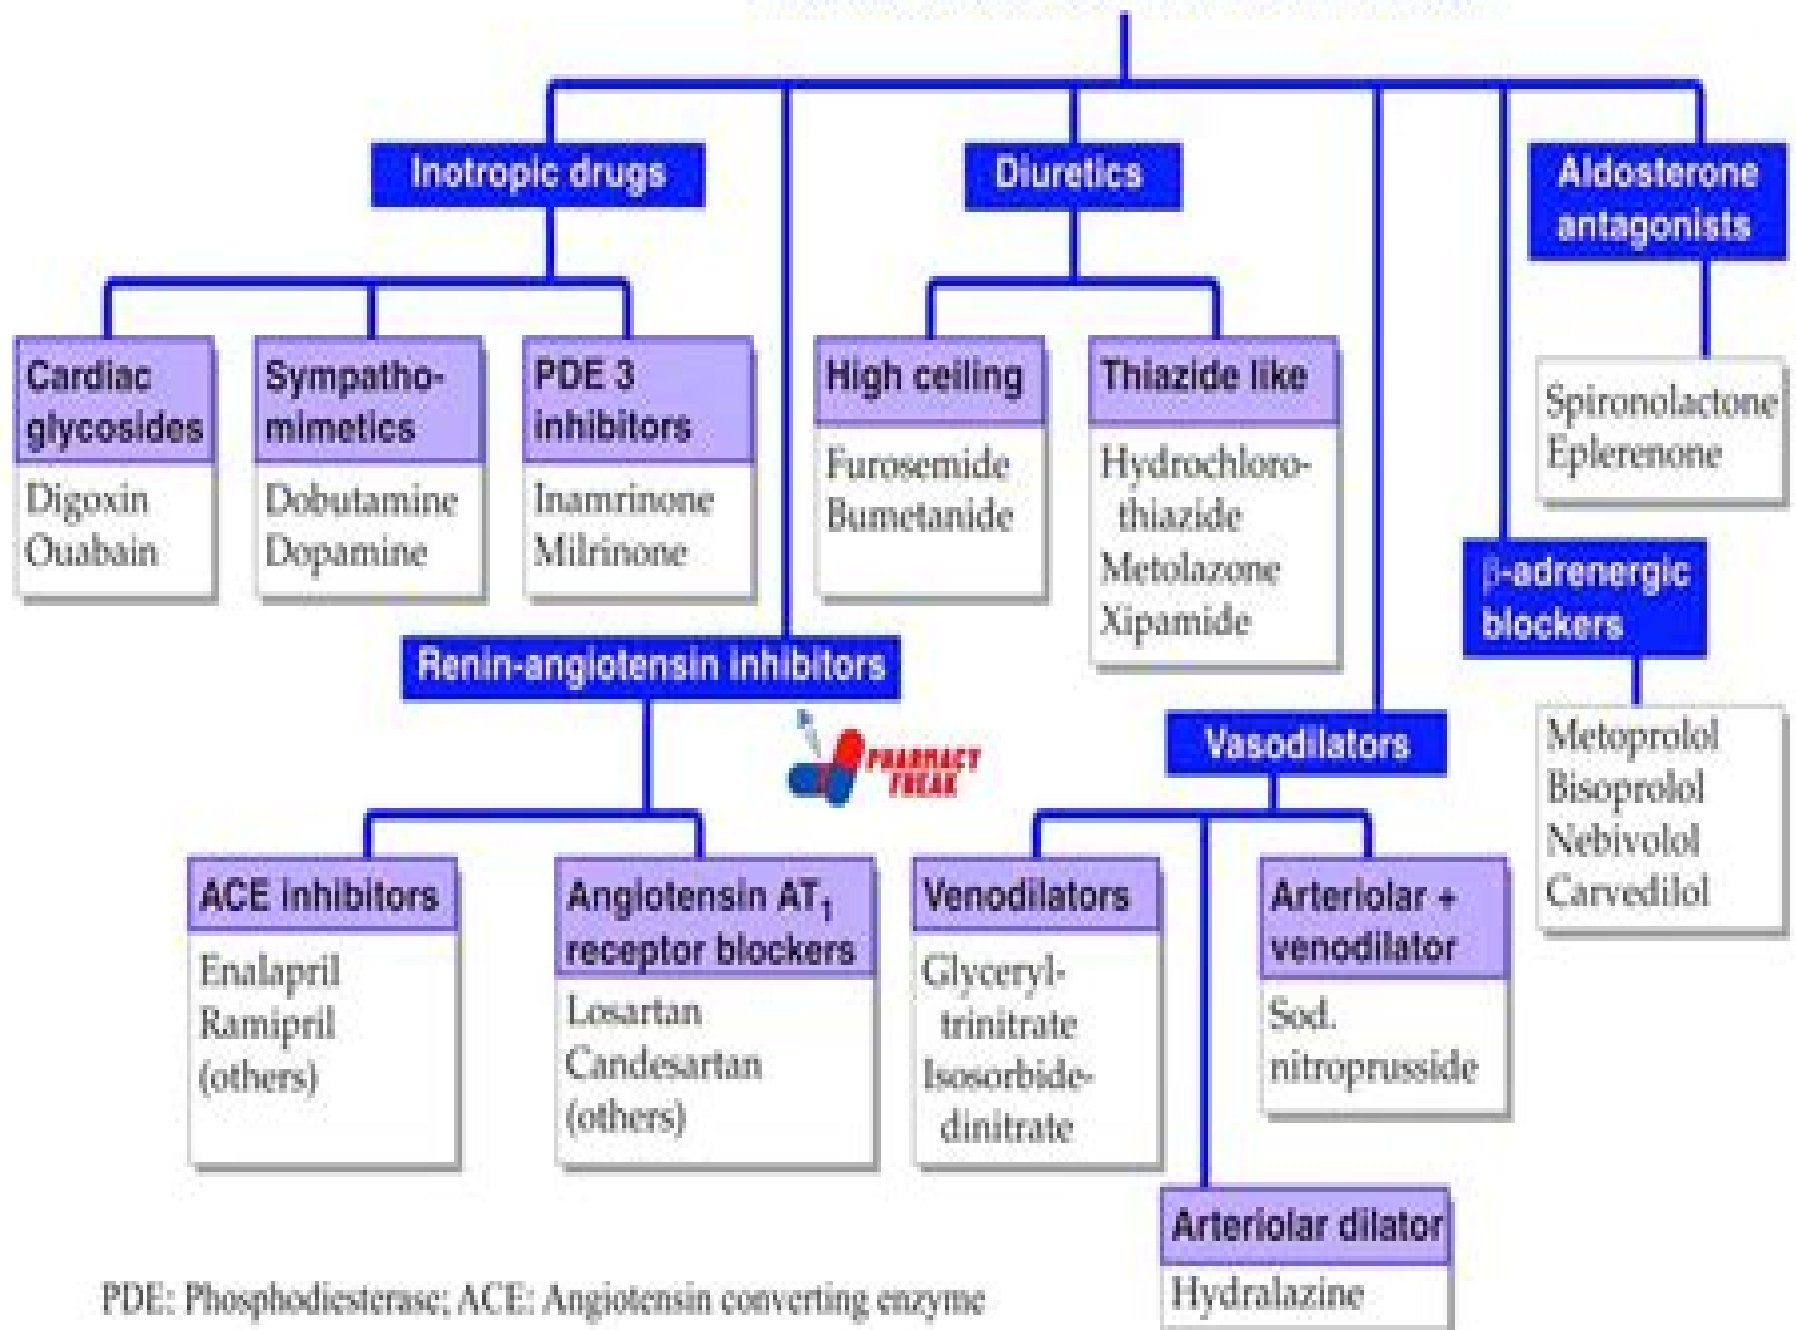 Inotropic drugs
Diuretics
Aldosterone
antagonists
Cardiac
glycosides
Digoxin
Ouabain
Sympatho-
mimetics
Dobutamine
Dopamine
PDE 3
inhibitors
Inamrinone
Milrinone
High ceiling
Furosemide
Bumetanide
Thiazide like
Hydrochloro-
thiazide
Metolazone
Xipamide
Spironolactone
Eplerenone
β-adrenergic
blockers
Metoprolol
Bisoprolol
Nebivolol
Carvedilol
Renin-angiotensin inhibitors
PHARMACY
FREAK
Vasodilators
ACE inhibitors
Enalapril
Ramipril
(others)
Angiotensin AT₁
receptor blockers
Losartan
Candesartan
(others)
Venodilators
Glyceryl-
trinitrate
Isosorbide-
dinitrate
Arteriolar +
venodilator
Sod.
nitroprusside
Arteriolar dilator
Hydralazine
PDE: Phosphodiesterase; ACE: Angiotensin converting enzyme